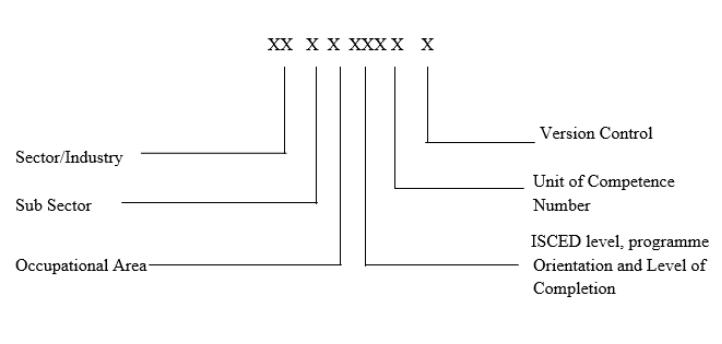 XX X X XXX X X
Version Control
Sector/Industry
Unit of Competence
Number
Sub Sector
ISCED level, programme
Orientation and Level of
Completion
Occupational Area